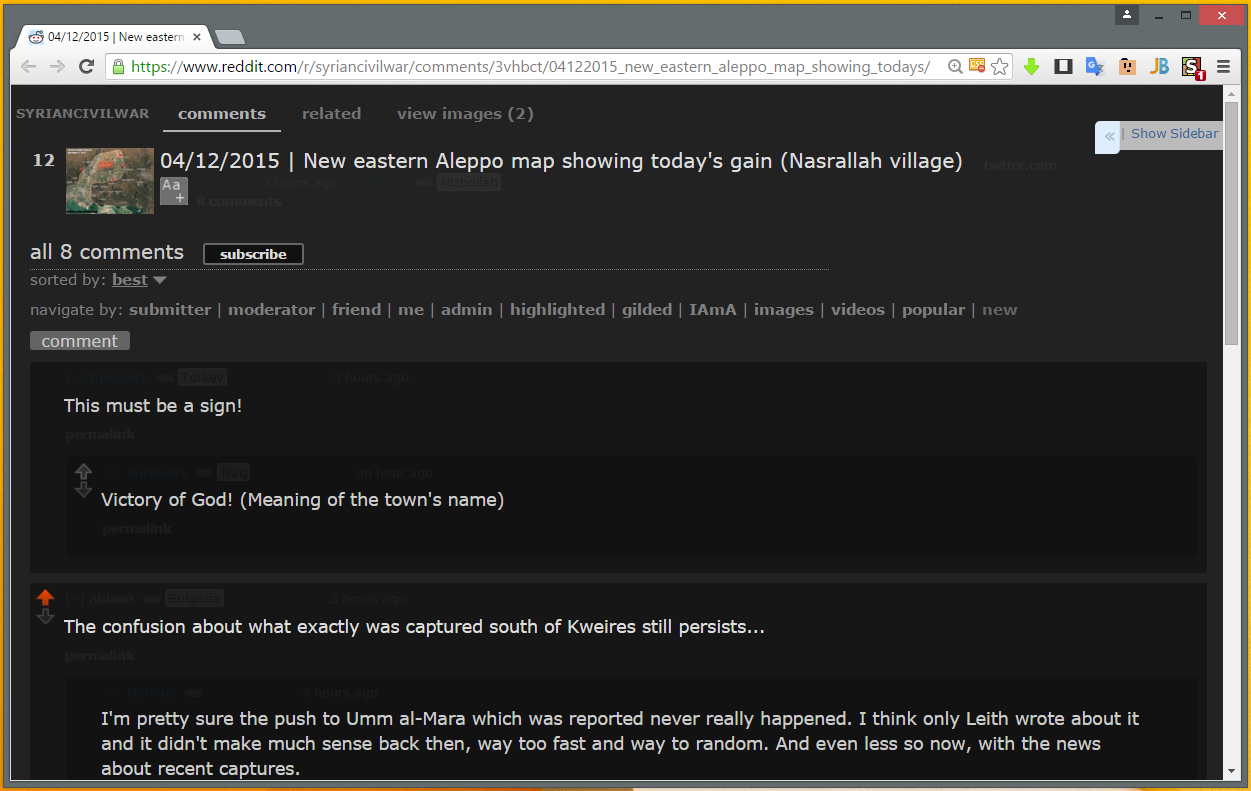 04/12/2015 | New eastern
https://www.reddit.com/r/syriancivilwar/comments/3vhbct/04122015_new_eastern_aleppo_map_showing_todays/
SYRIANCIVILWAR comments related view images (2)
« | Show Sidebar
12 04/12/2015 | New eastern Aleppo map showing today's gain (Nasrallah village) twitter.com
Aa + 3 hours ago Hizbollah
8 comments
all 8 comments subscribe
sorted by: best
navigate by: submitter | moderator | friend | me | admin | highlighted | gilded | IAmA | images | videos | popular | new
comment
[–] Turkey 3 hours ago
This must be a sign!
permalink
[–] sunbolts Iraq an hour ago
Victory of God! (Meaning of the town's name)
permalink
[–] ablaaa Bulgaria 3 hours ago
The confusion about what exactly was captured south of Kweires still persists...
permalink
3 hours ago
I'm pretty sure the push to Umm al-Mara which was reported never really happened. I think only Leith wrote about it
and it didn't make much sense back then, way too fast and way to random. And even less so now, with the news
about recent captures.